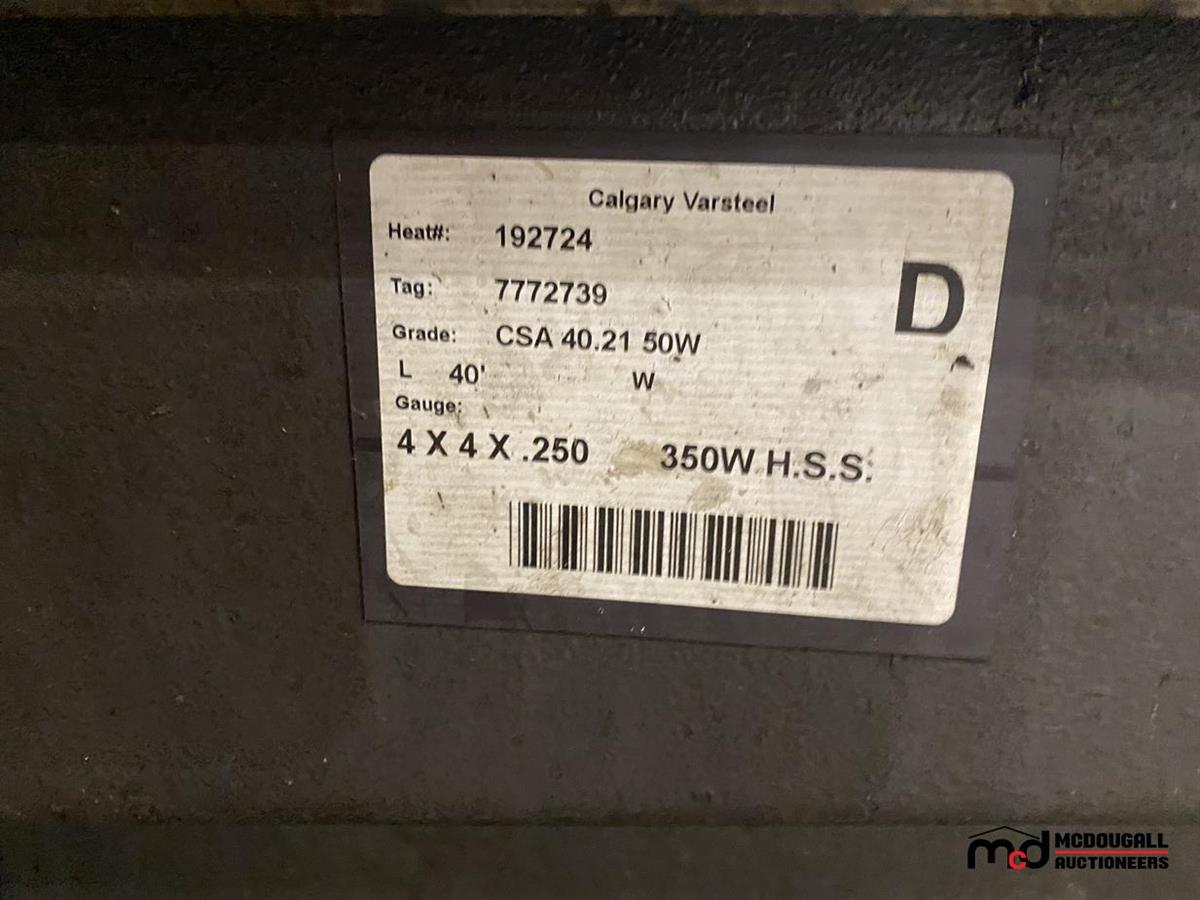 Calgary Varsteel
Heat#: 192724
Tag: 7772739
D
Grade: CSA 40.21 50W
L 40' W
Gauge:
4 X 4 X .250 350W H.S.S.
mcd MCDOUGALL
AUCTIONEERS